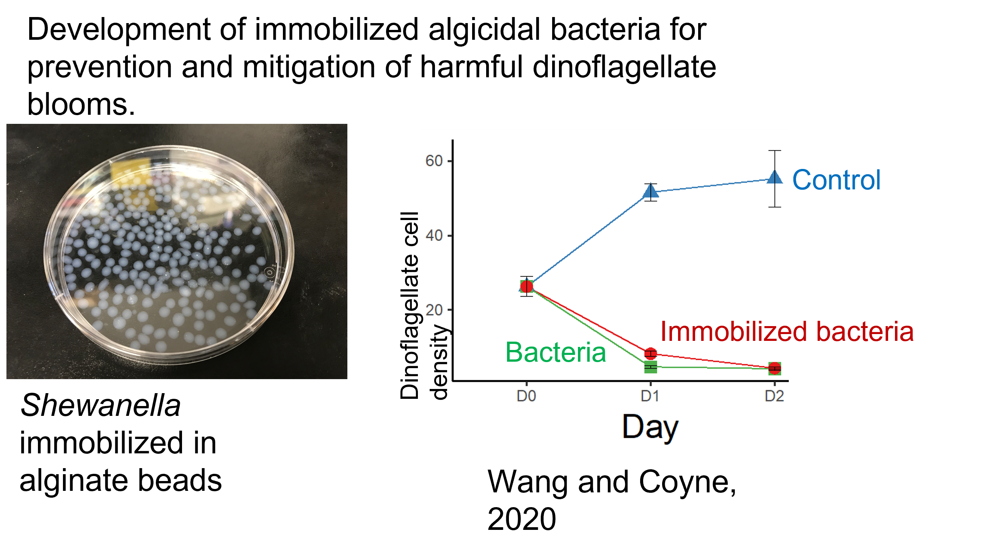 Development of immobilized algicidal bacteria for
prevention and mitigation of harmful dinoflagellate
blooms.
Shewanella
immobilized in
alginate beads
Dinoflagellate cell
density
60
40
20
Control
Immobilized bacteria
Bacteria
D0
D1
D2
Day
Wang and Coyne,
2020